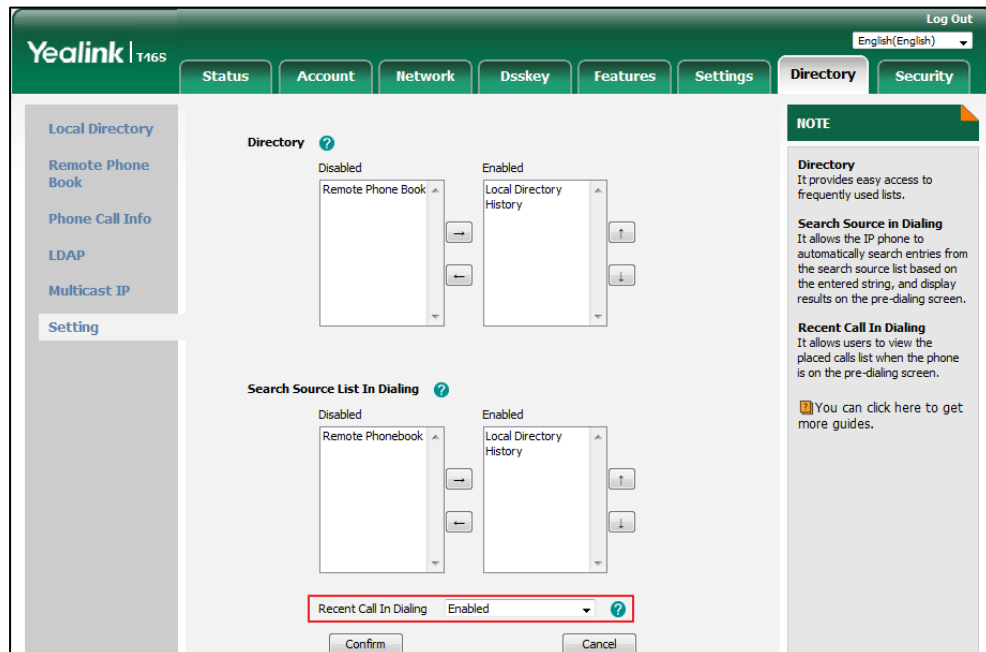 Log Out
English(English)
Yealink T46S
Status Account Network Dsskey Features Settings Directory Security
Local Directory
Remote Phone
Book
Phone Call Info
LDAP
Multicast IP
Setting
Directory ?
Disabled Enabled
Remote Phone Book
Local Directory
History
→
←
↑
↓
Search Source List In Dialing ?
Disabled Enabled
Remote Phonebook
Local Directory
History
→
←
↑
↓
Recent Call In Dialing Enabled ?
Confirm Cancel
NOTE
Directory
It provides easy access to
frequently used lists.
Search Source in Dialing
It allows the IP phone to
automatically search entries from
the search source list based on
the entered string, and display
results on the pre-dialing screen.
Recent Call In Dialing
It allows users to view the
placed calls list when the phone
is on the pre-dialing screen.
? You can click here to get
more guides.